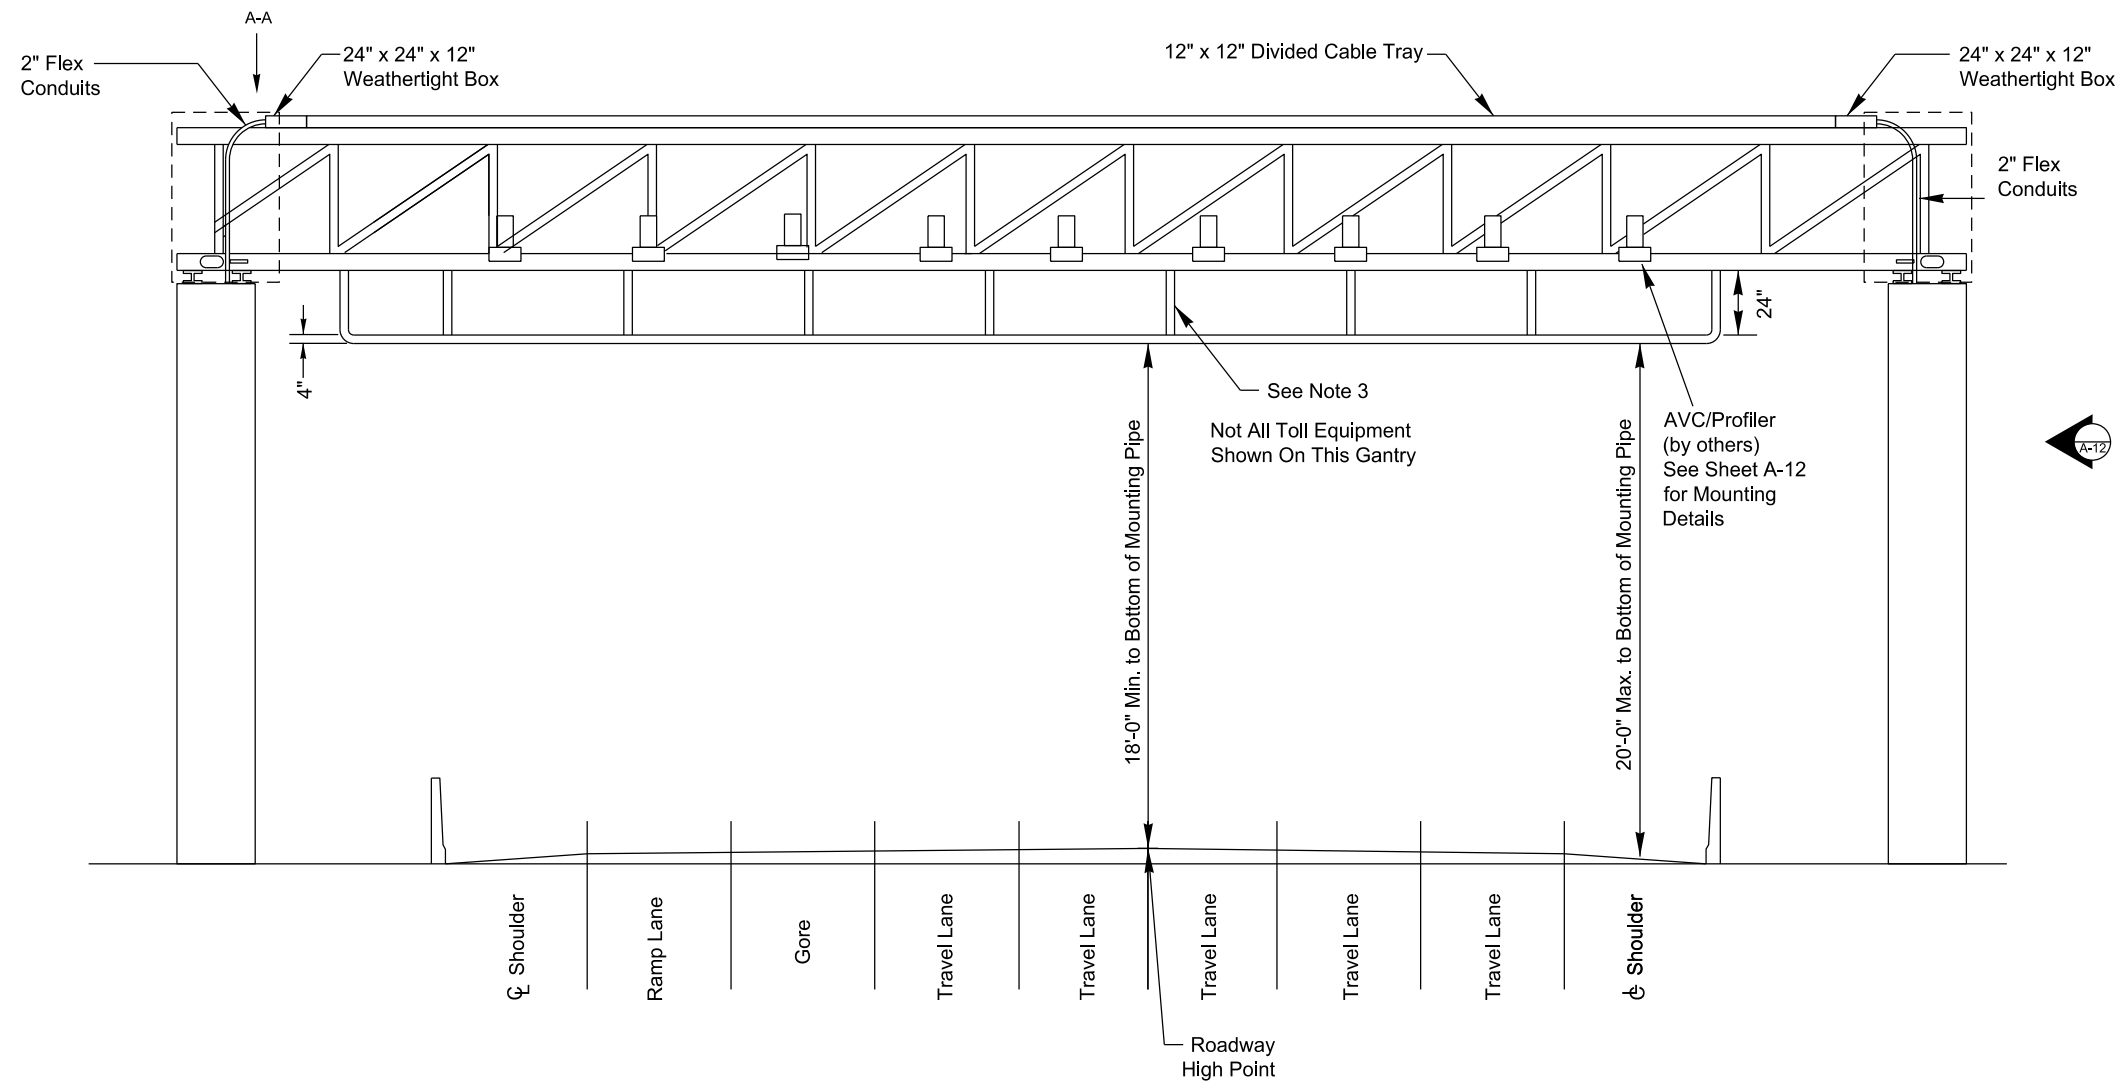 A-A
2" Flex
Conduits
24" x 24" x 12"
Weathertight Box
12" x 12" Divided Cable Tray
24" x 24" x 12"
Weathertight Box
2" Flex
Conduits
24"
4"
See Note 3
Not All Toll Equipment
Shown On This Gantry
AVC/Profiler
(by others)
See Sheet A-12
for Mounting
Details
A-12
18'-0" Min. to Bottom of Mounting Pipe
20'-0" Max. to Bottom of Mounting Pipe
℄ Shoulder
Ramp Lane
Gore
Travel Lane
Travel Lane
Travel Lane
Travel Lane
Travel Lane
℄ Shoulder
Roadway
High Point